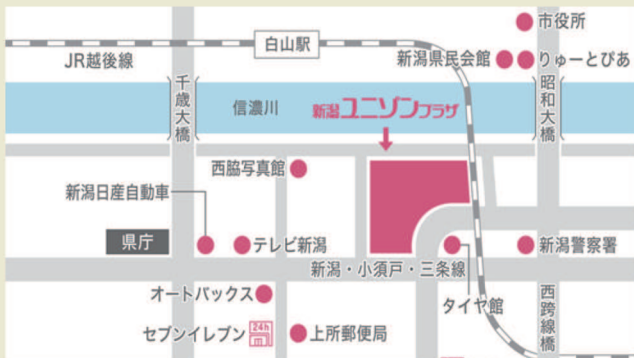 市役所
白山駅
新潟県民会館
りゅーとぴあ
JR越後線
千歳大橋
信濃川
新潟ユニゾンプラザ
昭和大橋
西脇写真館
新潟日産自動車
県庁
テレビ新潟
新潟警察署
新潟・小須戸・三条線
オートバックス
タイヤ館
西跨線橋
セブンイレブン
24h
上所郵便局